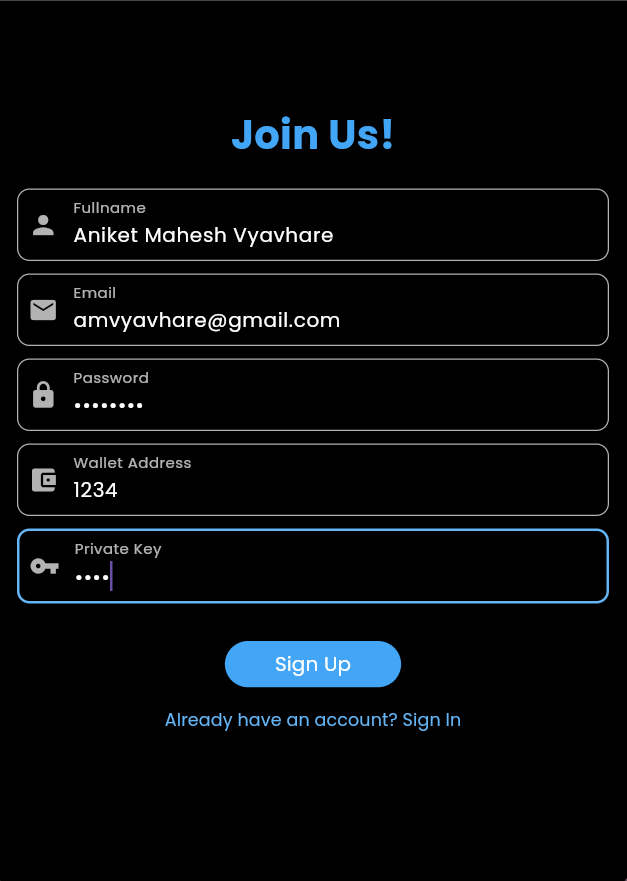 Join Us!
Fullname
Aniket Mahesh Vyavhare
Email
amvyavhare@gmail.com
Password
••••••••
Wallet Address
1234
Private Key
••••
Sign Up
Already have an account? Sign In